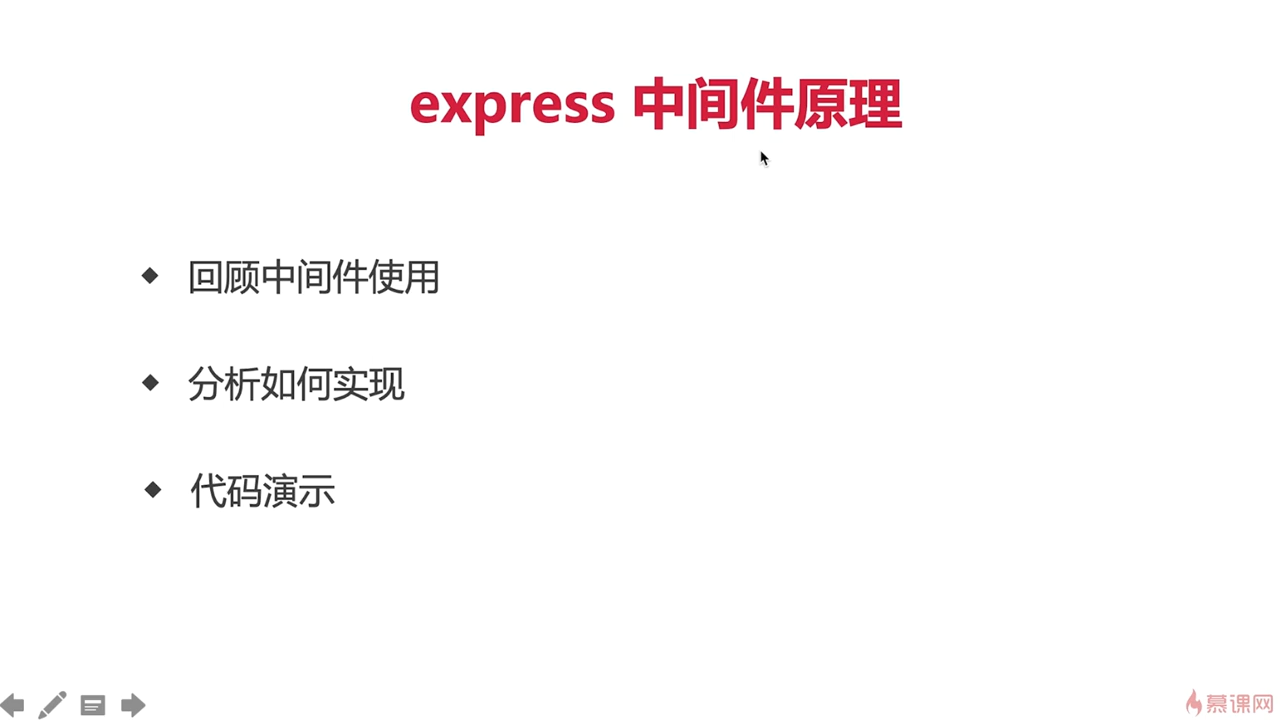 express 中间件原理
回顾中间件使用
分析如何实现
代码演示
慕课网